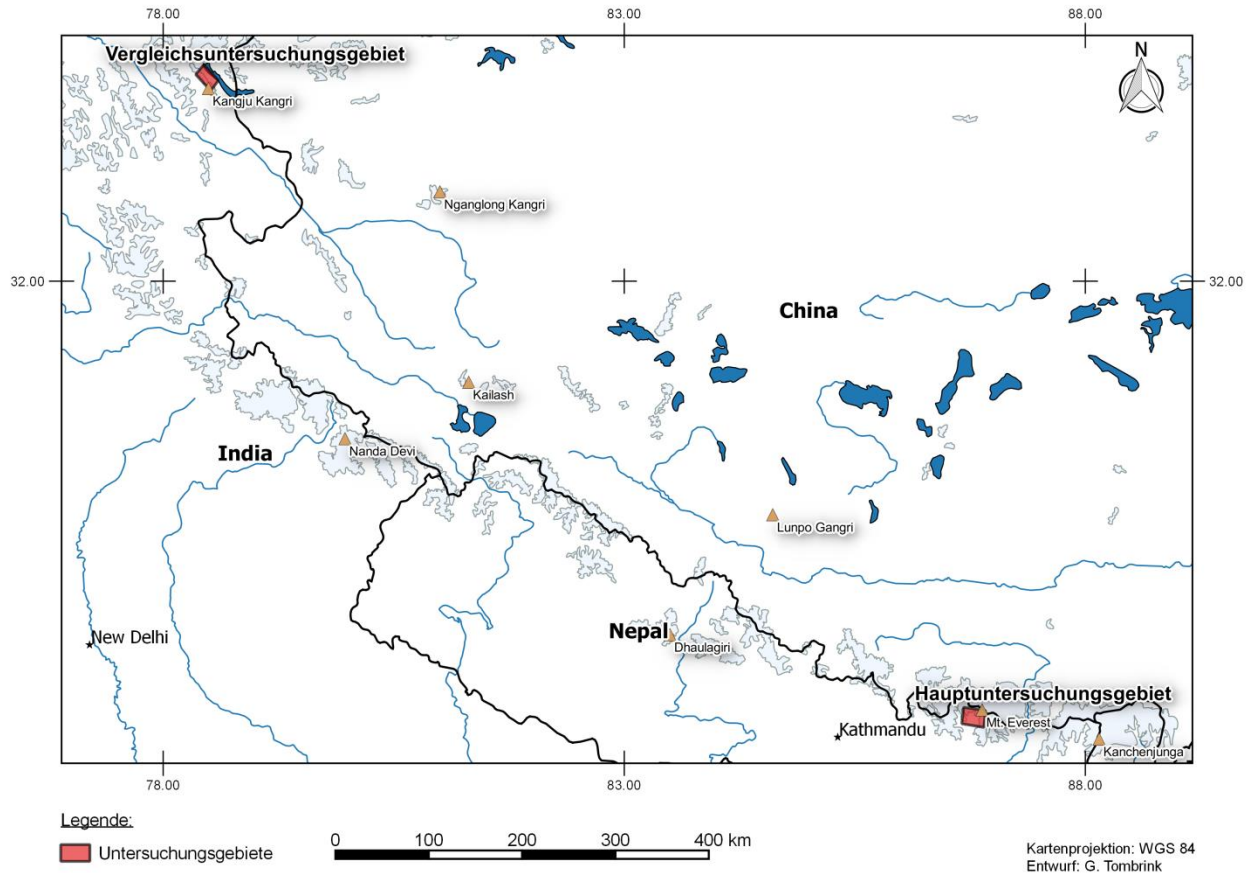 78.00 83.00 88.00
Vergleichsuntersuchungsgebiet
N
Kangju Kangri
Nganglong Kangri
32.00 32.00
China
Kailash
India
Nanda Devi
Lunpo Gangri
New Delhi
Nepal
Dhaulagiri
Hauptuntersuchungsgebiet
Mt. Everest
Kathmandu
Kanchenjunga
78.00 83.00 88.00
Legende:
Untersuchungsgebiete
0 100 200 300 400 km
Kartenprojektion: WGS 84
Entwurf: G. Tombrink